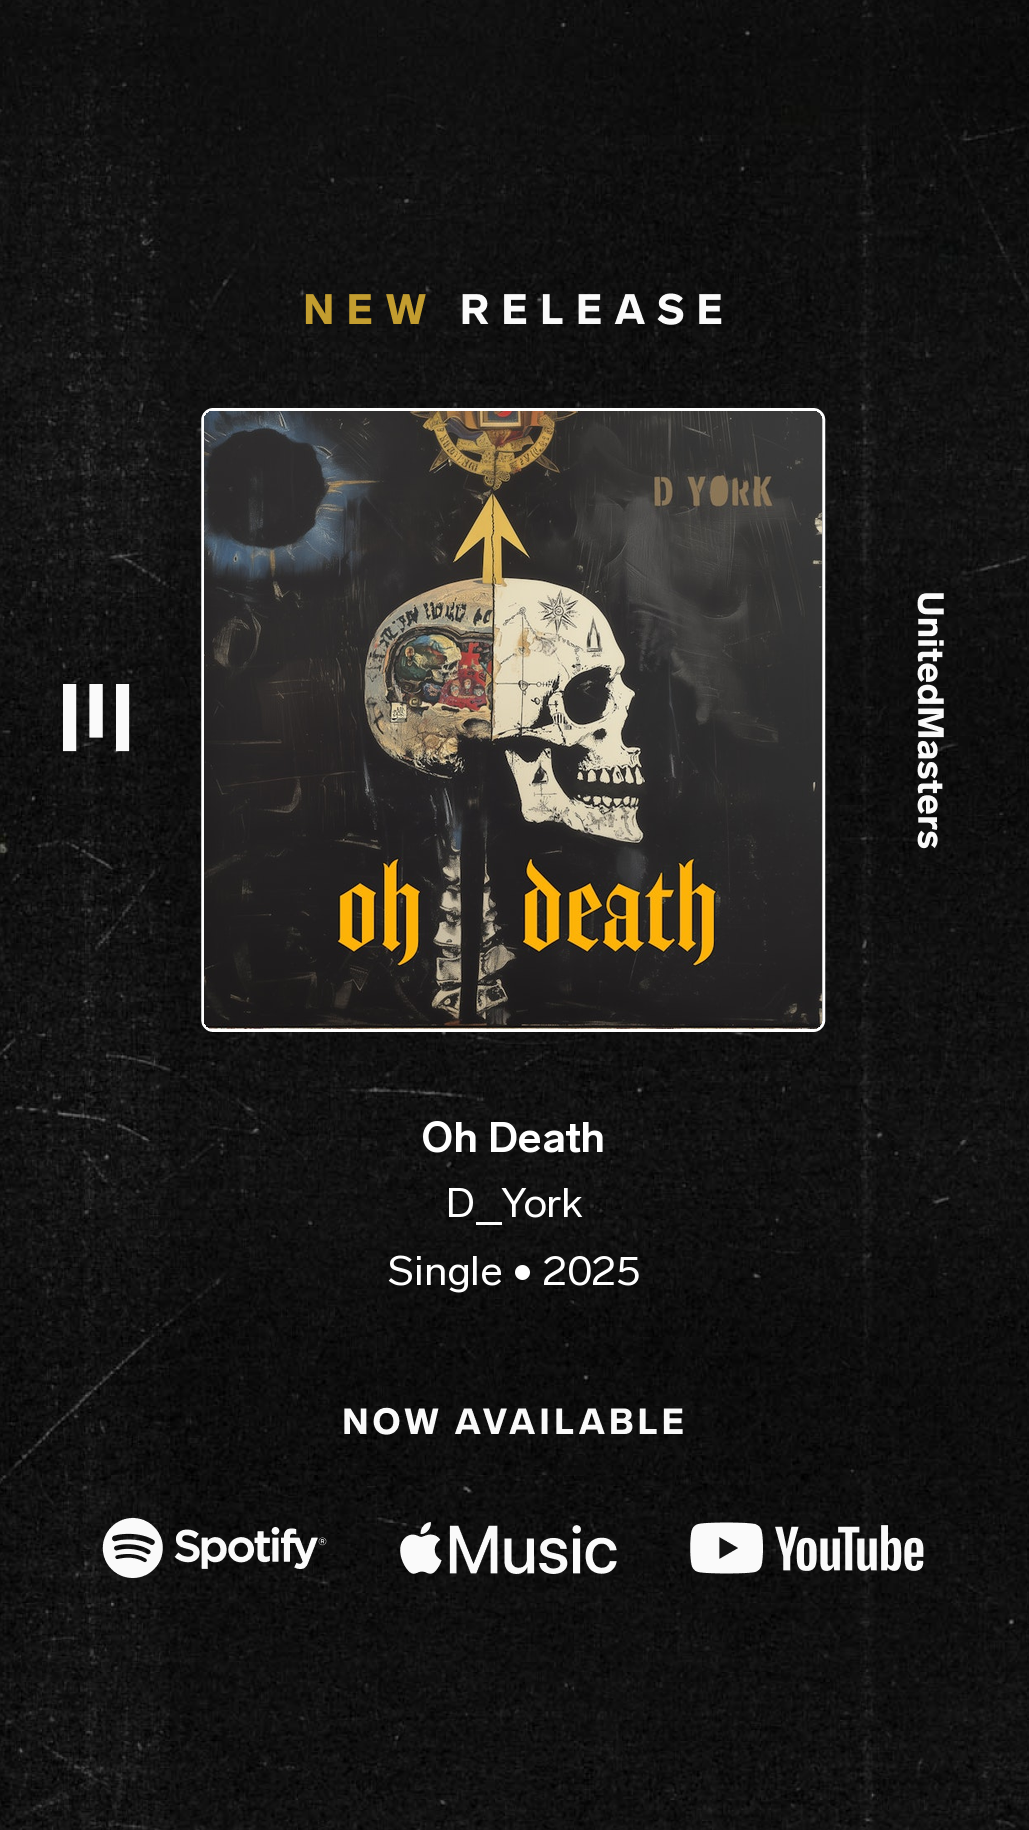 NEW RELEASE
D YORK
UnitedMasters
oh death
Oh Death
D_York
Single • 2025
NOW AVAILABLE
Spotify®
Music
YouTube